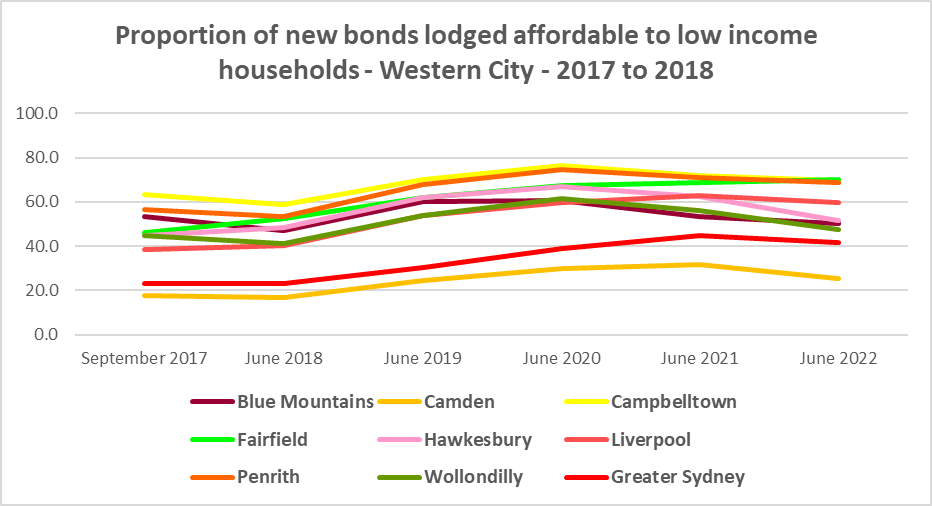 Proportion of new bonds lodged affordable to low income
households - Western City - 2017 to 2018
100.0
80.0
60.0
40.0
20.0
0.0
September 2017 June 2018 June 2019 June 2020 June 2021 June 2022
Blue Mountains Camden Campbelltown
Fairfield Hawkesbury Liverpool
Penrith Wollondilly Greater Sydney